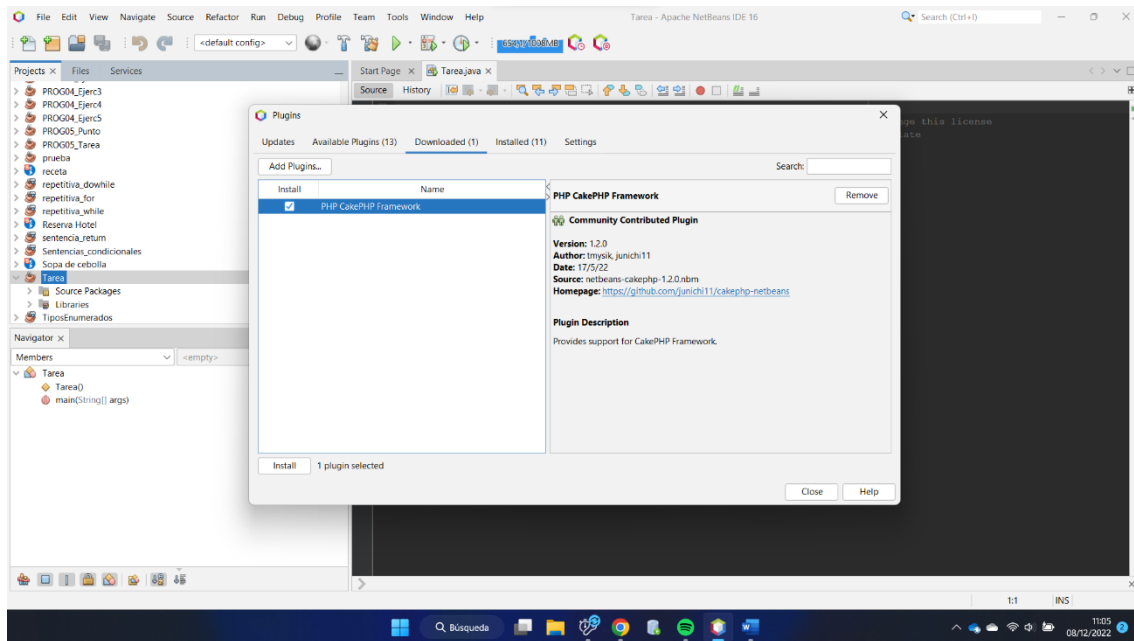 File Edit View Navigate Source Refactor Run Debug Profile Team Tools Window Help
Tarea - Apache NetBeans IDE 16
Search (Ctrl+I)
<default config>
Projects Files Services
Start Page Tarea.java
Source History
PROG04_Ejerc3
PROG04_Ejerc4
PROG04_Ejerc5
PROG05_Punto
PROG05_Tarea
prueba
receta
repetitiva_dowhile
repetitiva_for
repetitiva_while
Reserva Hotel
sentencia_return
Sentencias_condicionales
Sopa de cebolla
Tarea
Source Packages
Libraries
TiposEnumerados
Navigator
Members <empty>
Tarea
Tarea()
main(String[] args)
this license
Plugins
Updates Available Plugins (13) Downloaded (1) Installed (11) Settings
Add Plugins... Search:
Install Name
PHP CakePHP Framework
PHP CakePHP Framework Remove
Community Contributed Plugin
Version: 1.2.0
Author: tmysik, junichi11
Date: 17/5/22
Source: netbeans-cakephp-1.2.0.nbm
Homepage: https://github.com/junichi11/cakephp-netbeans
Plugin Description
Provides support for CakePHP Framework.
Install 1 plugin selected
Close Help
1:1 INS
Búsqueda
11:05
08/12/2022
2